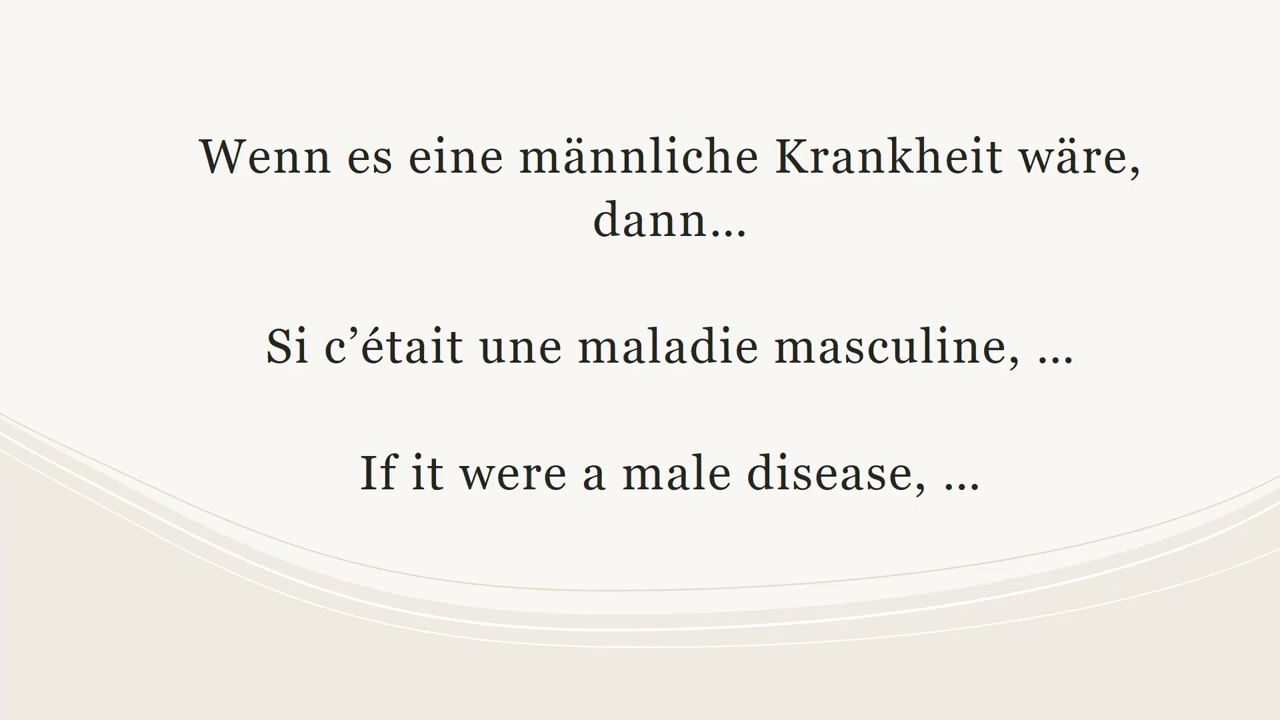 Wenn es eine männliche Krankheit wäre,
dann...
Si c’était une maladie masculine, ...
If it were a male disease, ...